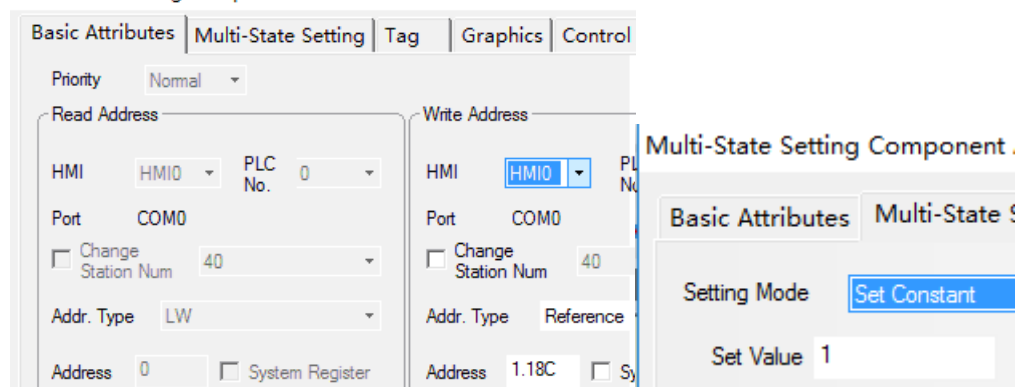 Basic Attributes Multi-State Setting Tag Graphics Control
Priority Normal
Read Address
HMI HMI0 PLC No. 0
Port COM0
Change Station Num 40
Addr. Type LW
Address 0 System Register
Write Address
HMI HMI0
Port COM0
Change Station Num 40
Addr. Type Reference
Address 1.18C
Multi-State Setting Component
Basic Attributes Multi-State
Setting Mode Set Constant
Set Value 1